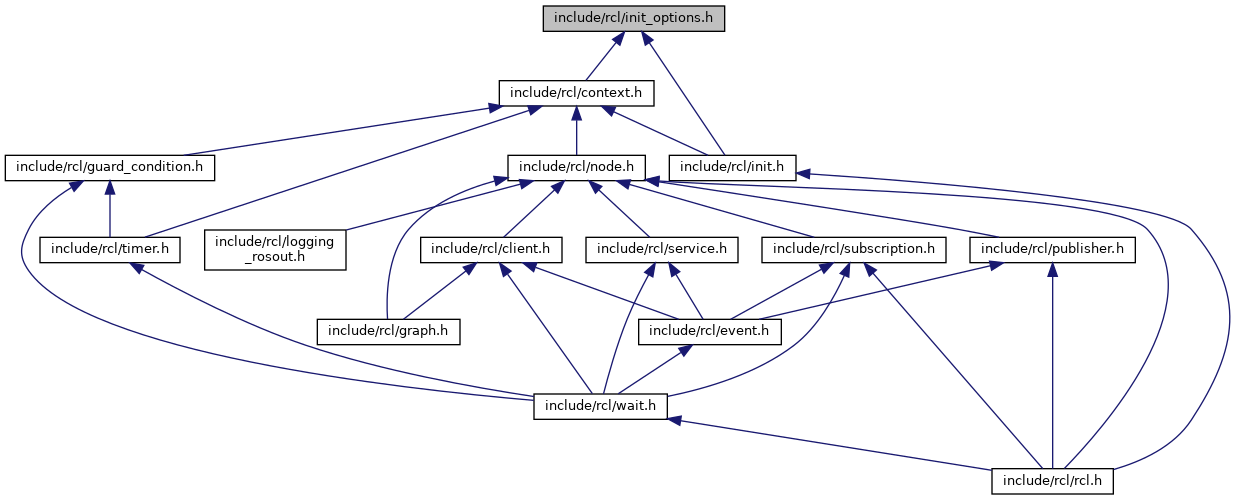 include/rcl/init_options.h
include/rcl/context.h
include/rcl/guard_condition.h
include/rcl/node.h
include/rcl/init.h
include/rcl/timer.h
include/rcl/logging
_rosout.h
include/rcl/client.h
include/rcl/service.h
include/rcl/subscription.h
include/rcl/publisher.h
include/rcl/graph.h
include/rcl/event.h
include/rcl/wait.h
include/rcl/rcl.h